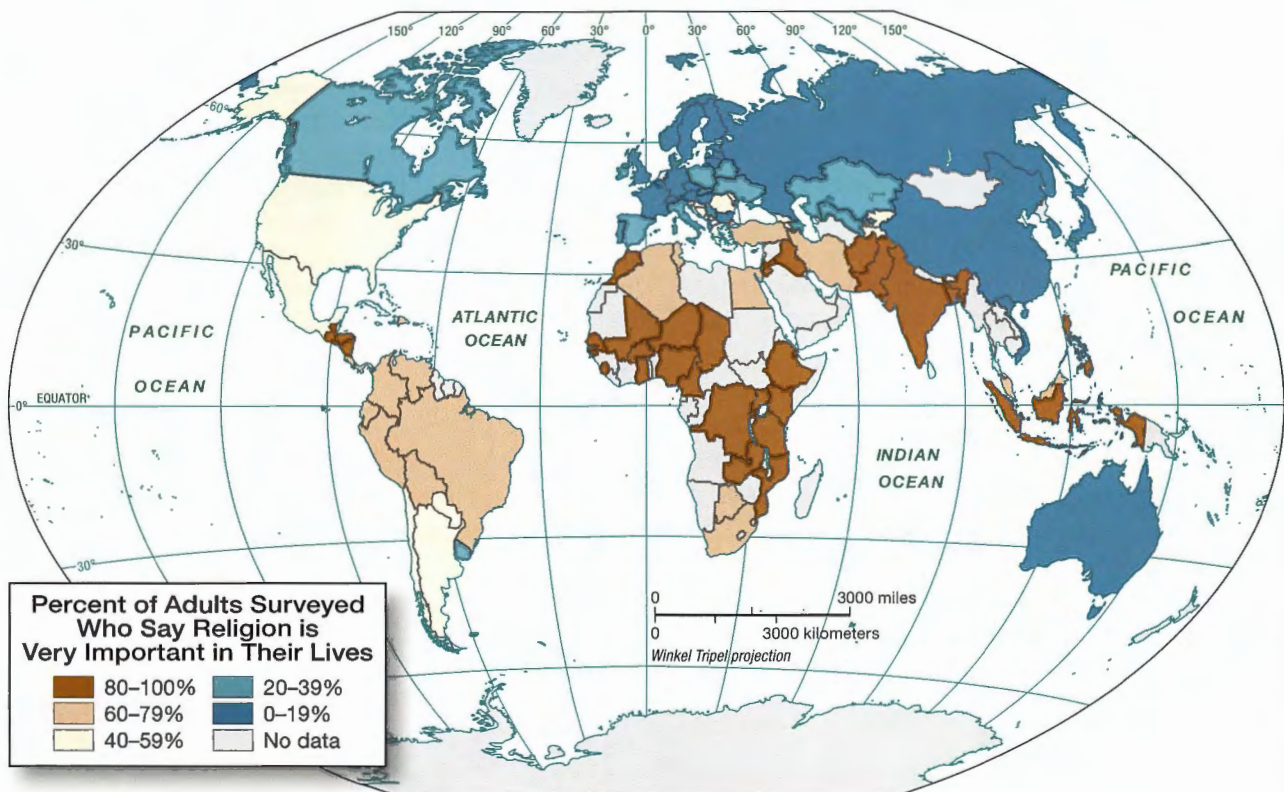 150° 120° 90° 60° 30° 0° 30° 60° 90° 120° 150°
60°
30°
30°
PACIFIC
OCEAN
ATLANTIC
OCEAN
PACIFIC
OCEAN
0° EQUATOR
INDIAN
OCEAN
30°
30°
0 3000 miles
0 3000 kilometers
Winkel Tripel projection
Percent of Adults Surveyed
Who Say Religion is
Very Important in Their Lives
80–100%
60–79%
40–59%
20–39%
0–19%
No data